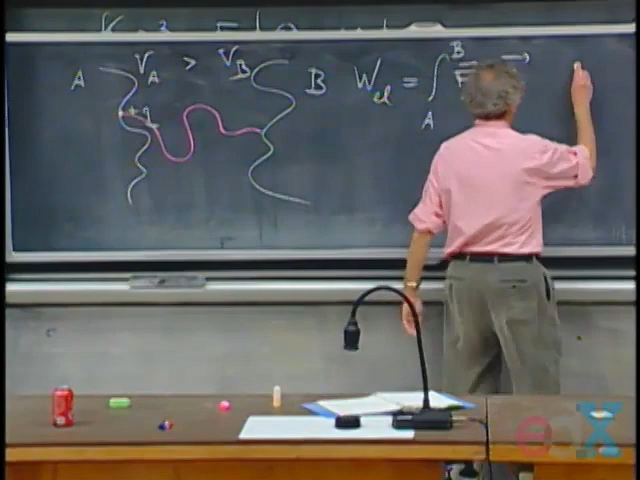 A V_A > V_B B W_el = ∫_A^B F
+q
edX